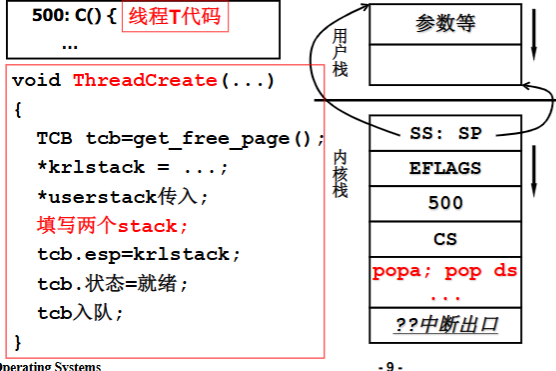 500: C() { 线程T代码
...
void ThreadCreate(...)
{
TCB tcb=get_free_page();
*krlstack = ...;
*userstack传入;
填写两个stack;
tcb.esp=krlstack;
tcb.状态=就绪;
tcb入队;
}
用户栈
参数等
内核栈
SS: SP
EFLAGS
500
CS
popa; pop ds
...
??中断出口
Operating Systems
- 9 -